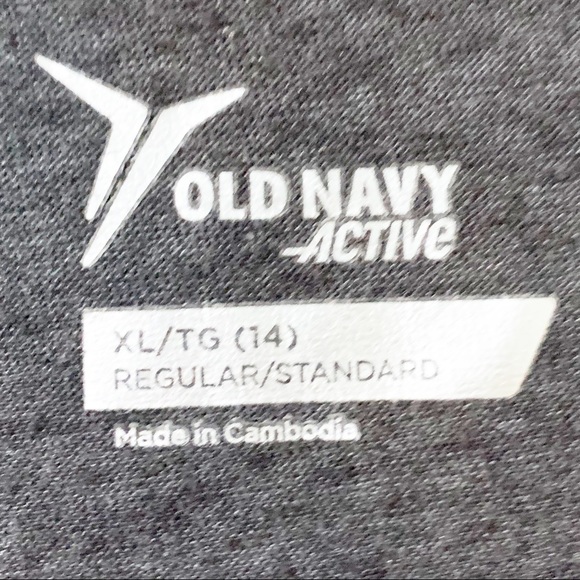 OLD NAVY
ACTIVE
XL/TG (14)
REGULAR/STANDARD
Made in Cambodia